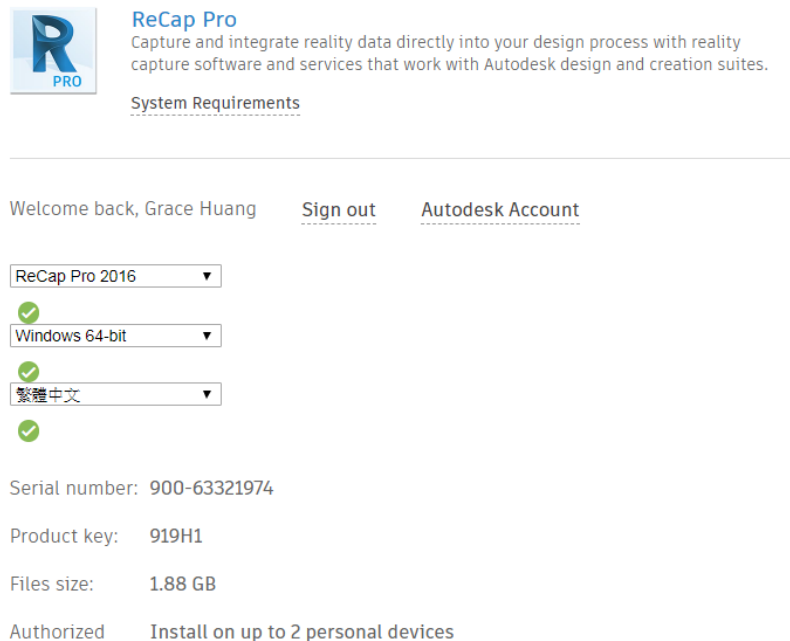 ReCap Pro
Capture and integrate reality data directly into your design process with reality
capture software and services that work with Autodesk design and creation suites.
R
PRO
System Requirements
Welcome back, Grace Huang Sign out Autodesk Account
ReCap Pro 2016
Windows 64-bit
繁體中文
Serial number: 900-63321974
Product key: 919H1
Files size: 1.88 GB
Authorized Install on up to 2 personal devices